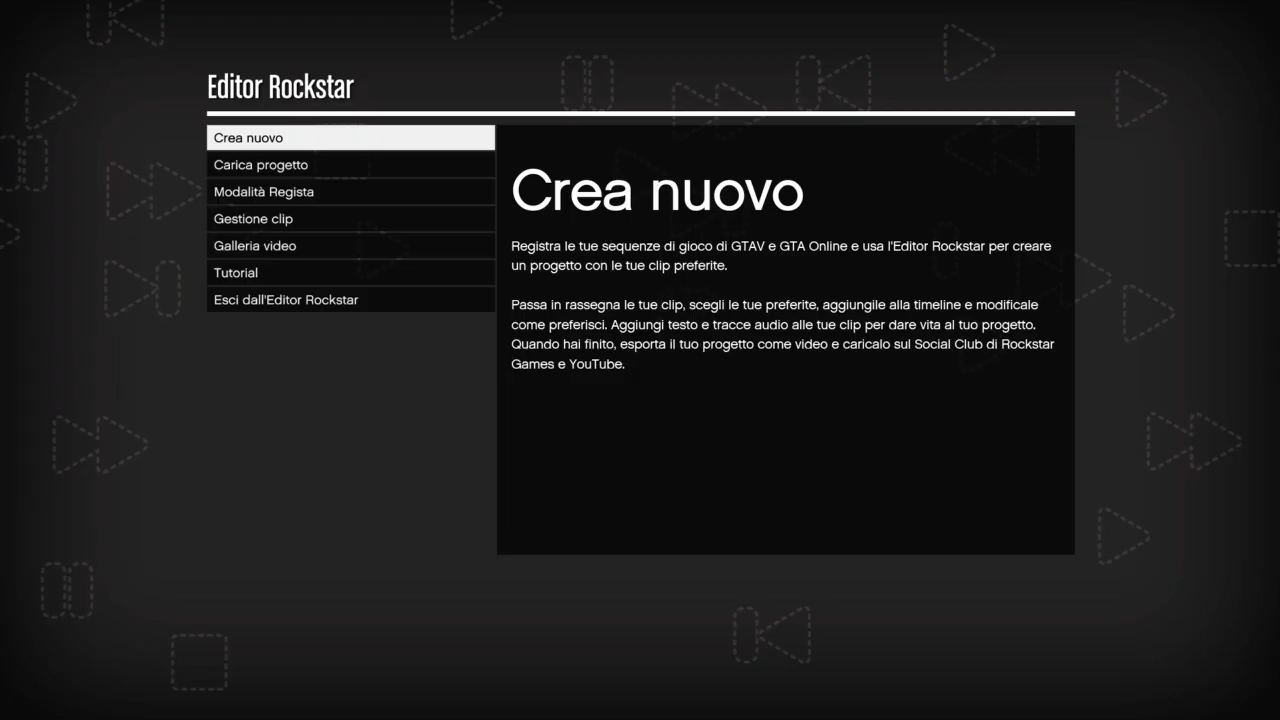 Editor Rockstar
Crea nuovo
Carica progetto
Modalità Regista
Gestione clip
Galleria video
Tutorial
Esci dall'Editor Rockstar
Crea nuovo
Registra le tue sequenze di gioco di GTAV e GTA Online e usa l'Editor Rockstar per creare
un progetto con le tue clip preferite.
Passa in rassegna le tue clip, scegli le tue preferite, aggiungile alla timeline e modificale
come preferisci. Aggiungi testo e tracce audio alle tue clip per dare vita al tuo progetto.
Quando hai finito, esporta il tuo progetto come video e caricalo sul Social Club di Rockstar
Games e YouTube.